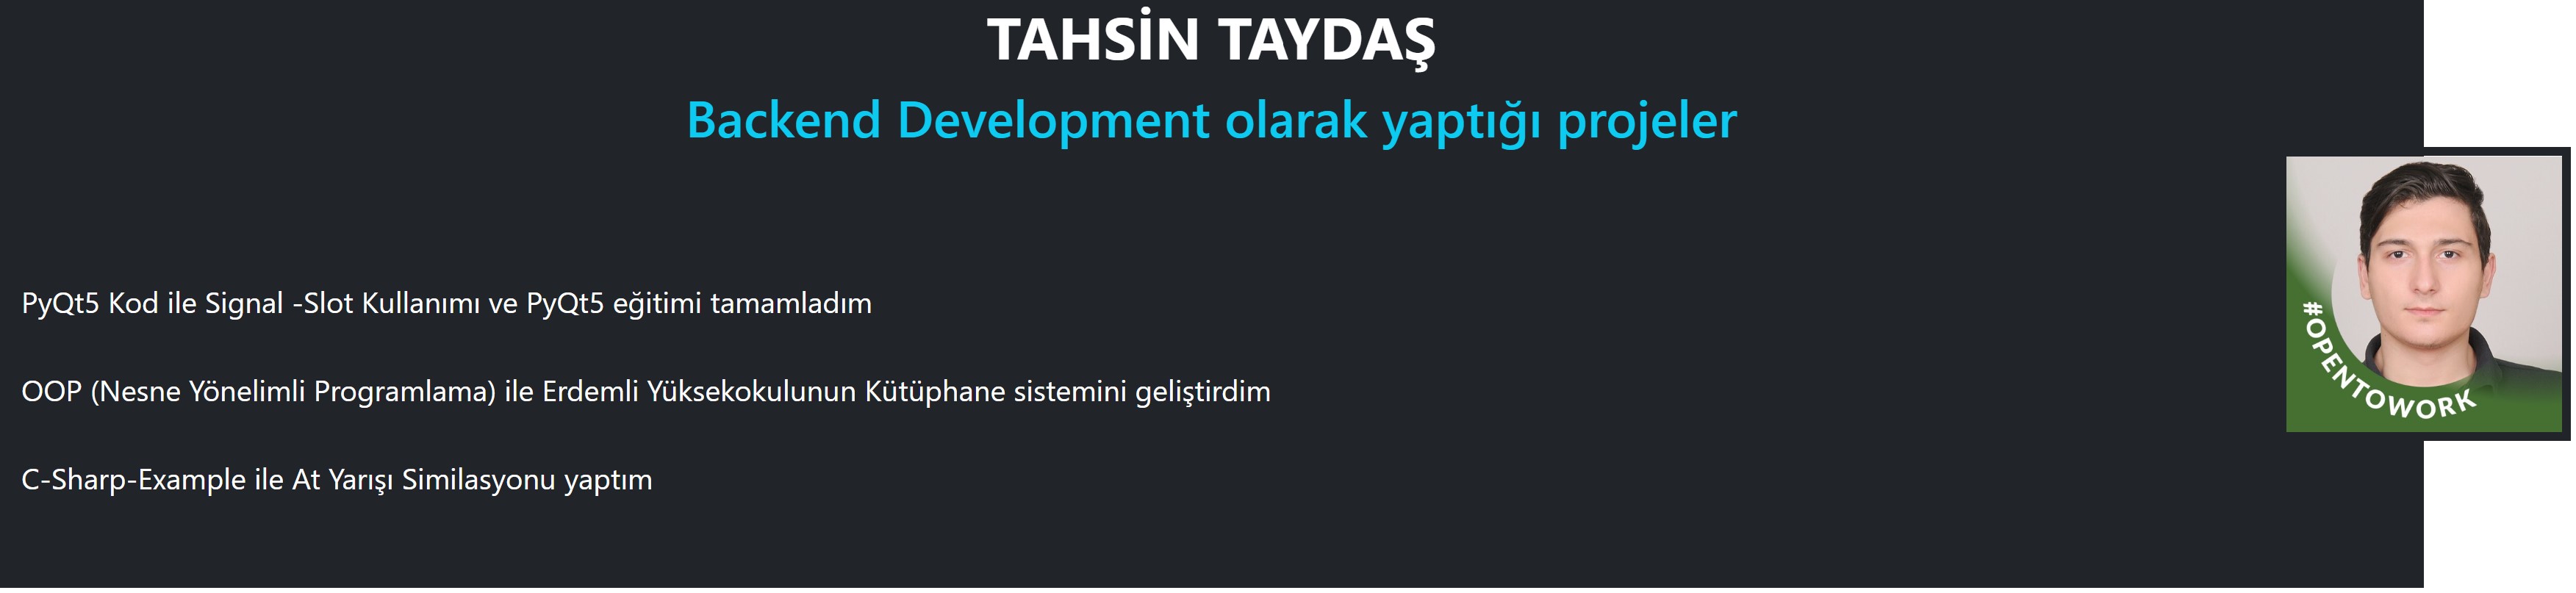 TAHSİN TAYDAŞ
Backend Development olarak yaptığı projeler
PyQt5 Kod ile Signal -Slot Kullanımı ve PyQt5 eğitimi tamamladım
OOP (Nesne Yönelimli Programlama) ile Erdemli Yüksekokulunun Kütüphane sistemini geliştirdim
C-Sharp-Example ile At Yarışı Similasyonu yaptım
#OPENTOWORK